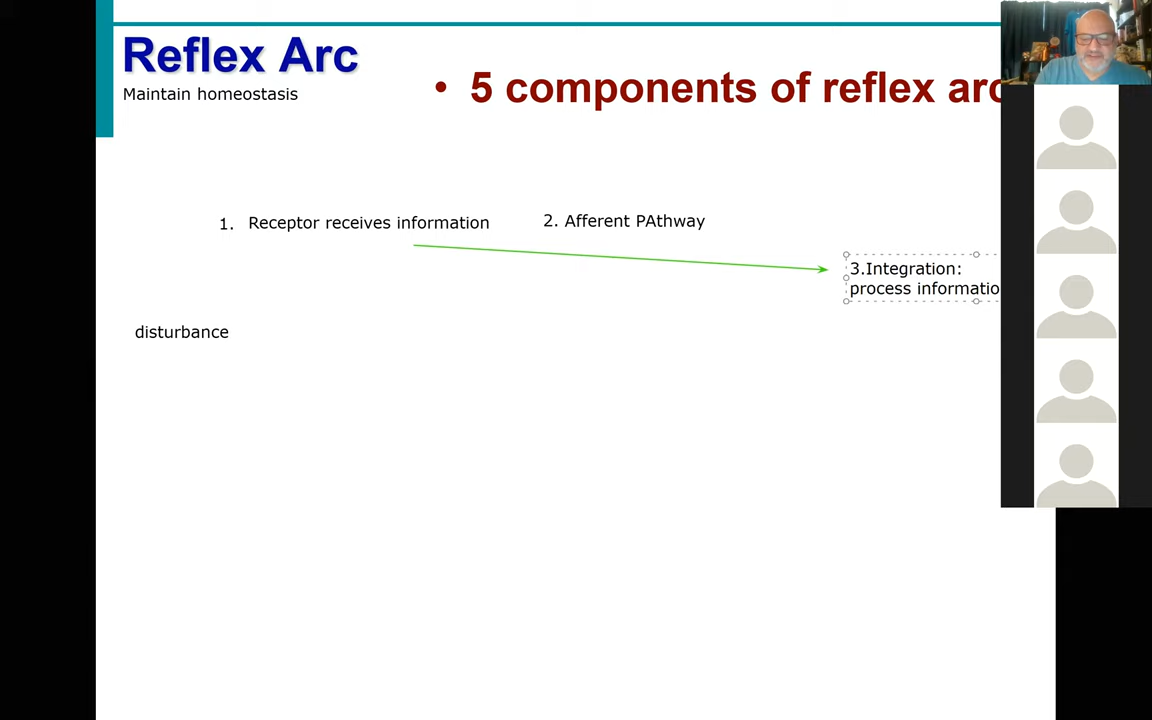 Reflex Arc
Maintain homeostasis
• 5 components of reflex arc
1. Receptor receives information
2. Afferent PAthway
3.Integration:
process informatio
disturbance